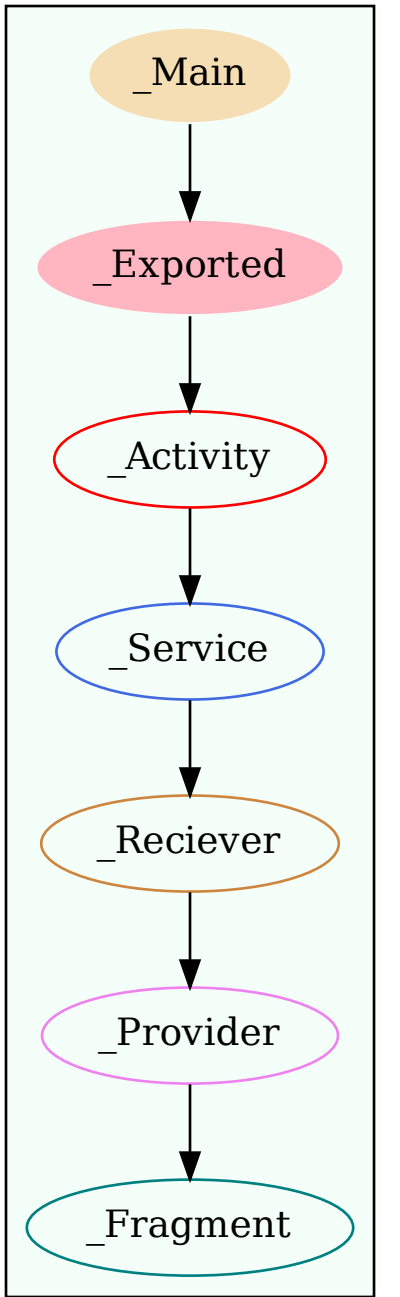 _Main
_Exported
_Activity
_Service
_Reciever
_Provider
_Fragment